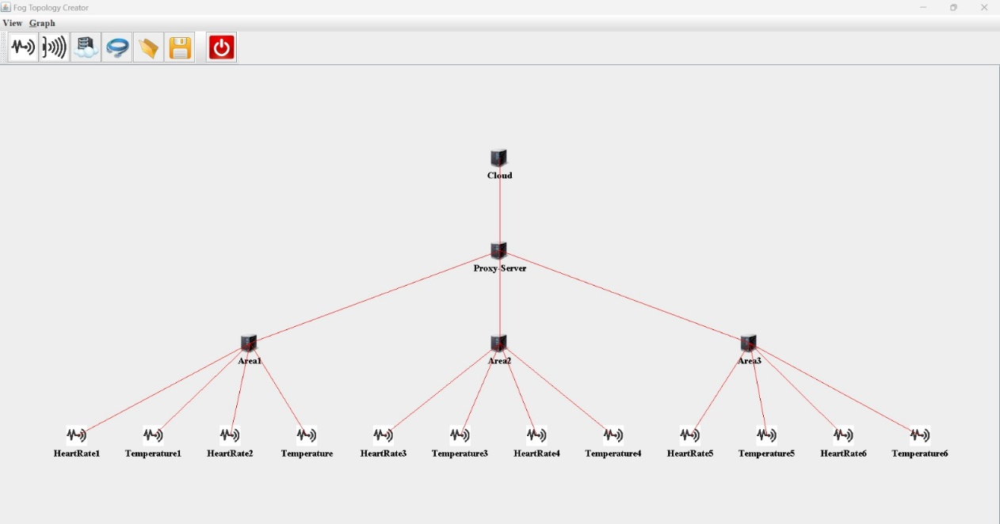 Fog Topology Creator
View Graph
Cloud
Proxy-Server
Area1 Area2 Area3
HeartRate1 Temperature1 HeartRate2 Temperature HeartRate3 Temperature3 HeartRate4 Temperature4 HeartRate5 Temperature5 HeartRate6 Temperature6